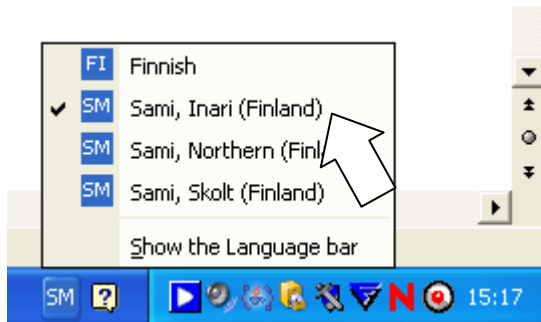 FI Finnish
SM Sami, Inari (Finland)
SM Sami, Northern (Finl
SM Sami, Skolt (Finland)
Show the Language bar
SM ? N 15:17